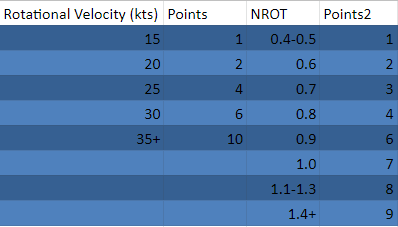 Rotational Velocity (kts) Points NROT Points2
15 1 0.4-0.5 1
20 2 0.6 2
25 4 0.7 3
30 6 0.8 4
35+ 10 0.9 6
1.0 7
1.1-1.3 8
1.4+ 9